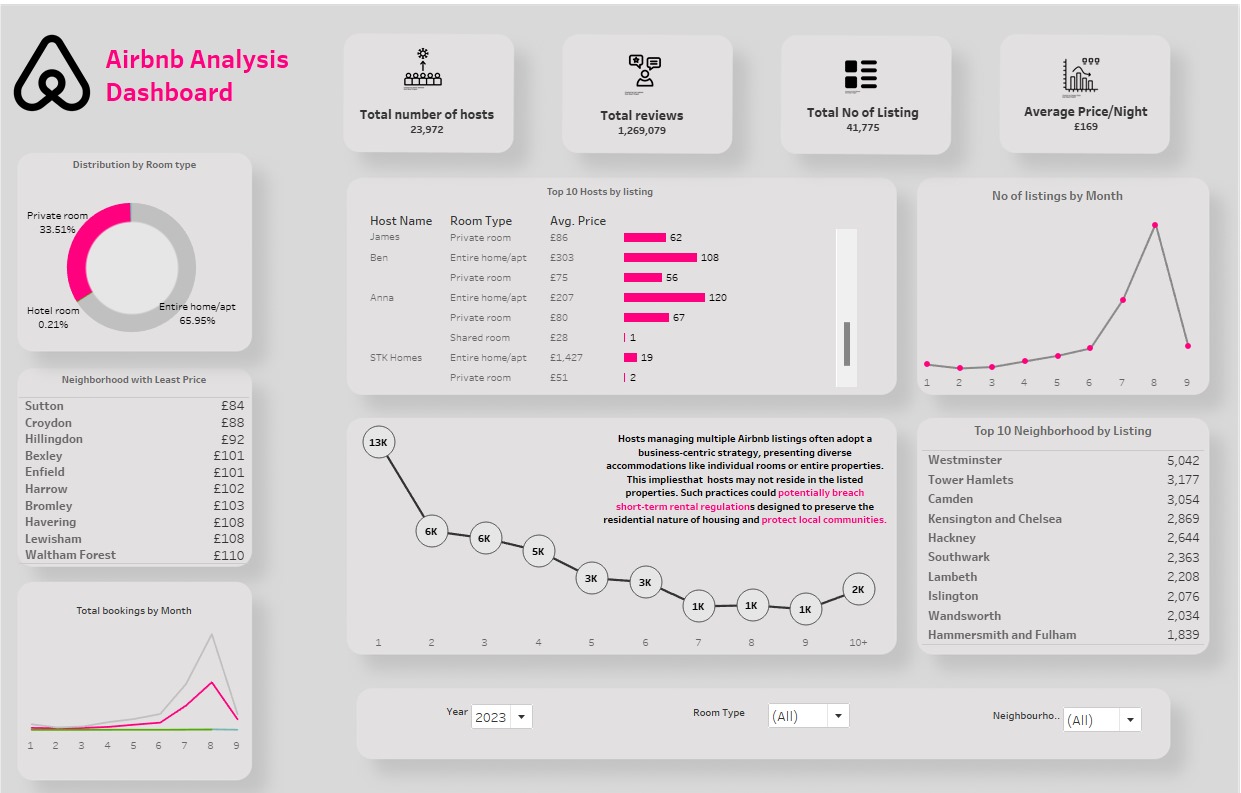 Airbnb Analysis
Dashboard
Total number of hosts
23,972
Total reviews
1,269,079
Total No of Listing
41,775
Average Price/Night
£169
Distribution by Room type
Private room
33.51%
Hotel room
0.21%
Entire home/apt
65.95%
Top 10 Hosts by listing
Host Name Room Type Avg. Price
James Private room £86 62
Ben Entire home/apt £303 108
Private room £75 56
Anna Entire home/apt £207 120
Private room £80 67
Shared room £28 1
STK Homes Entire home/apt £1,427 19
Private room £51 2
No of listings by Month
1 2 3 4 5 6 7 8 9
Neighborhood with Least Price
Sutton £84
Croydon £88
Hillingdon £92
Bexley £101
Enfield £101
Harrow £102
Bromley £103
Havering £108
Lewisham £108
Waltham Forest £110
13K
6K
6K
5K
3K
3K
1K
1K
1K
2K
Hosts managing multiple Airbnb listings often adopt a
business-centric strategy, presenting diverse
accommodations like individual rooms or entire properties.
This impliesthat hosts may not reside in the listed
properties. Such practices could potentially breach
short-term rental regulations designed to preserve the
residential nature of housing and protect local communities.
1 2 3 4 5 6 7 8 9 10+
Top 10 Neighborhood by Listing
Westminster 5,042
Tower Hamlets 3,177
Camden 3,054
Kensington and Chelsea 2,869
Hackney 2,644
Southwark 2,363
Lambeth 2,208
Islington 2,076
Wandsworth 2,034
Hammersmith and Fulham 1,839
Total bookings by Month
1 2 3 4 5 6 7 8 9
Year 2023
Room Type (All)
Neighbourho.. (All)